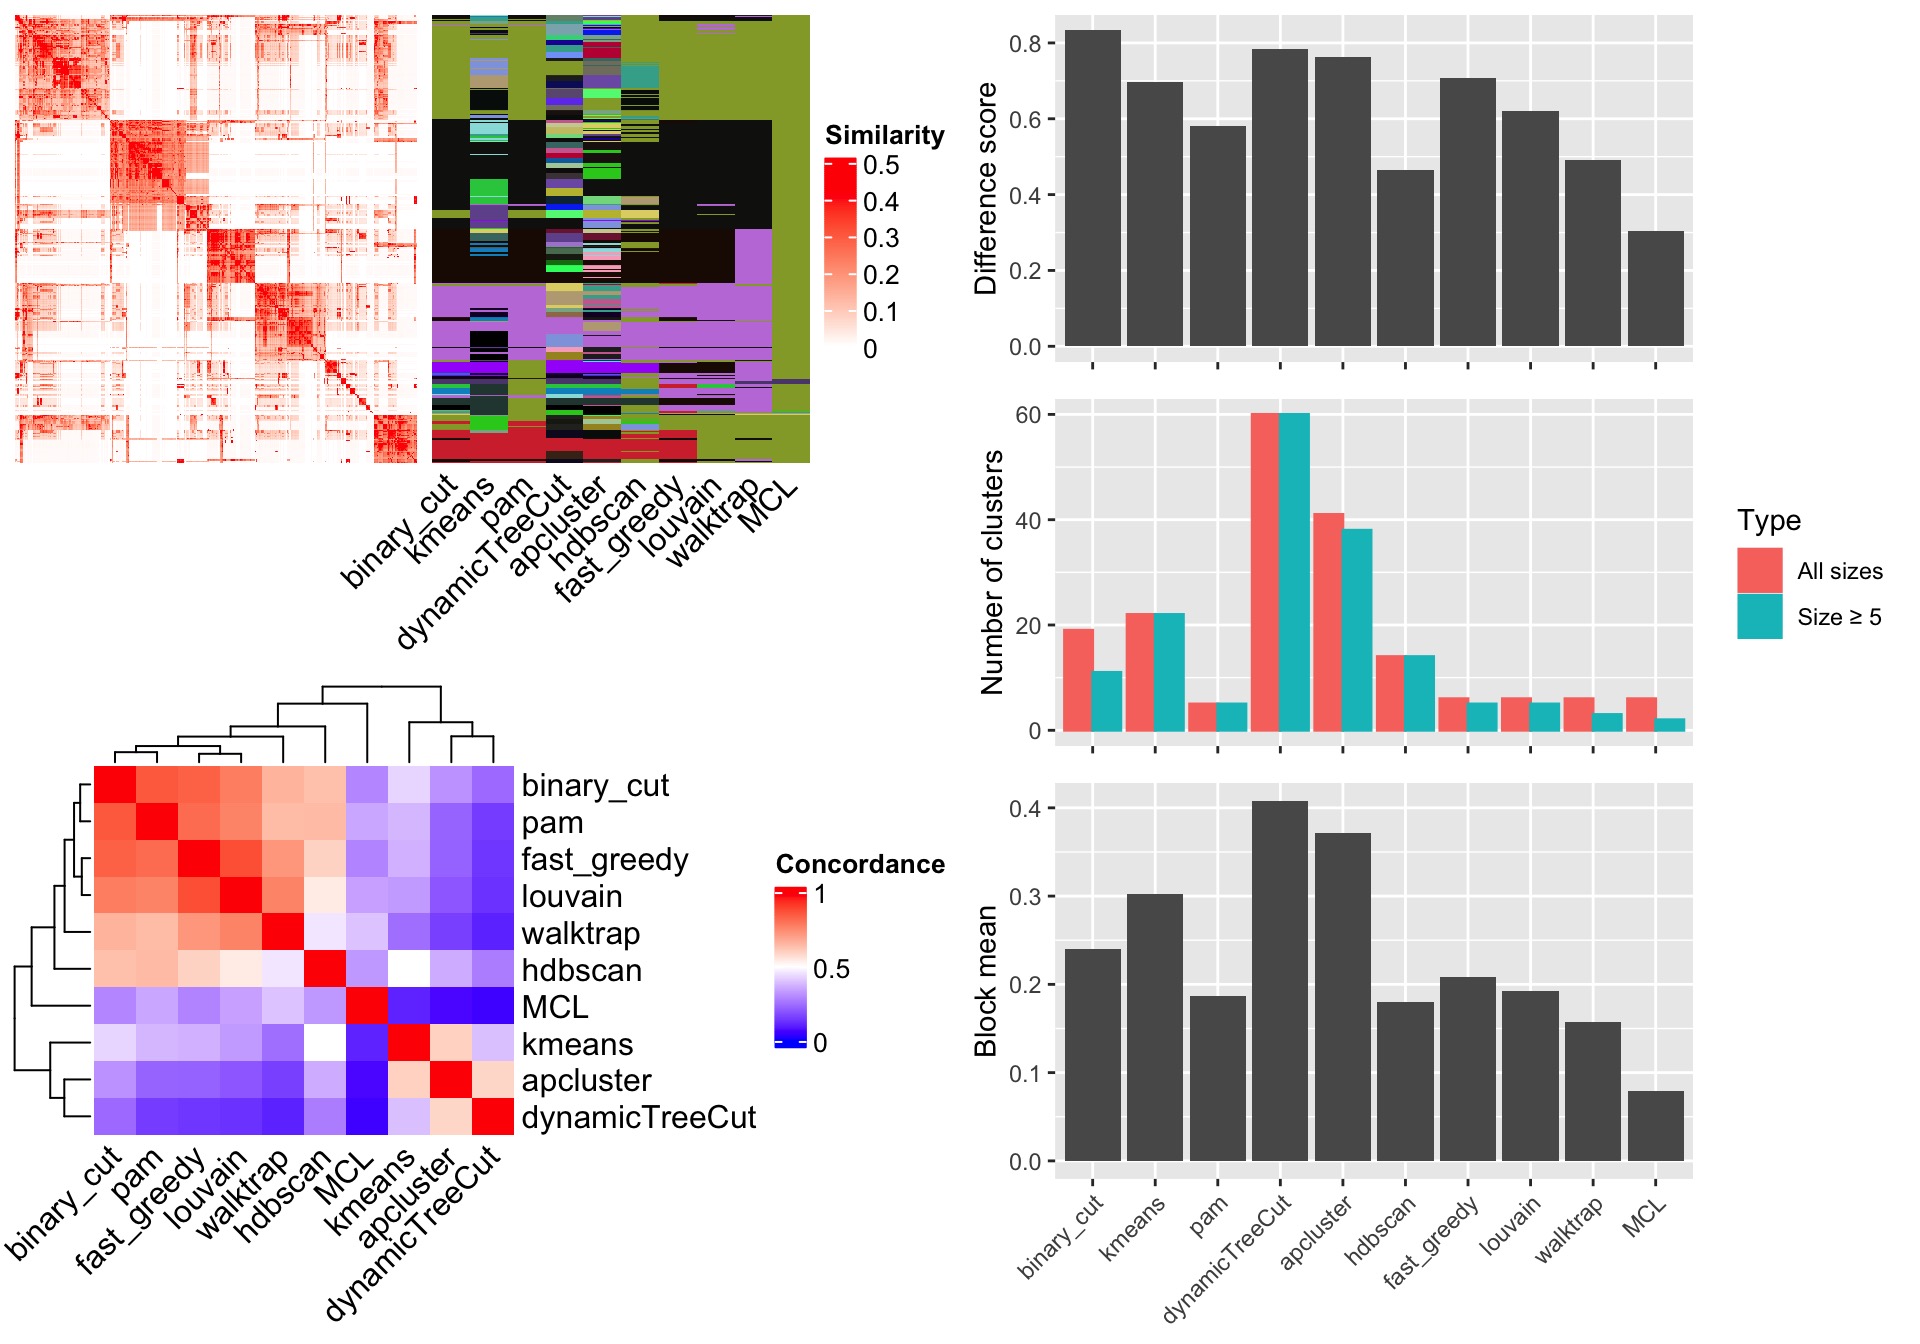 Similarity
0.5
0.4
0.3
0.2
0.1
0
binary_cut
kmeans
pam
dynamicTreeCut
apcluster
hdbscan
fast_greedy
louvain
walktrap
MCL
binary_cut
pam
fast_greedy
louvain
walktrap
hdbscan
MCL
kmeans
apcluster
dynamicTreeCut
Concordance
1
0.5
0
binary_cut
pam
fast_greedy
louvain
walktrap
hdbscan
MCL
kmeans
apcluster
dynamicTreeCut
Difference score
0.8
0.6
0.4
0.2
0.0
Number of clusters
60
40
20
0
Type
All sizes
Size ≥ 5
Block mean
0.4
0.3
0.2
0.1
0.0
binary_cut
kmeans
pam
dynamicTreeCut
apcluster
hdbscan
fast_greedy
louvain
walktrap
MCL